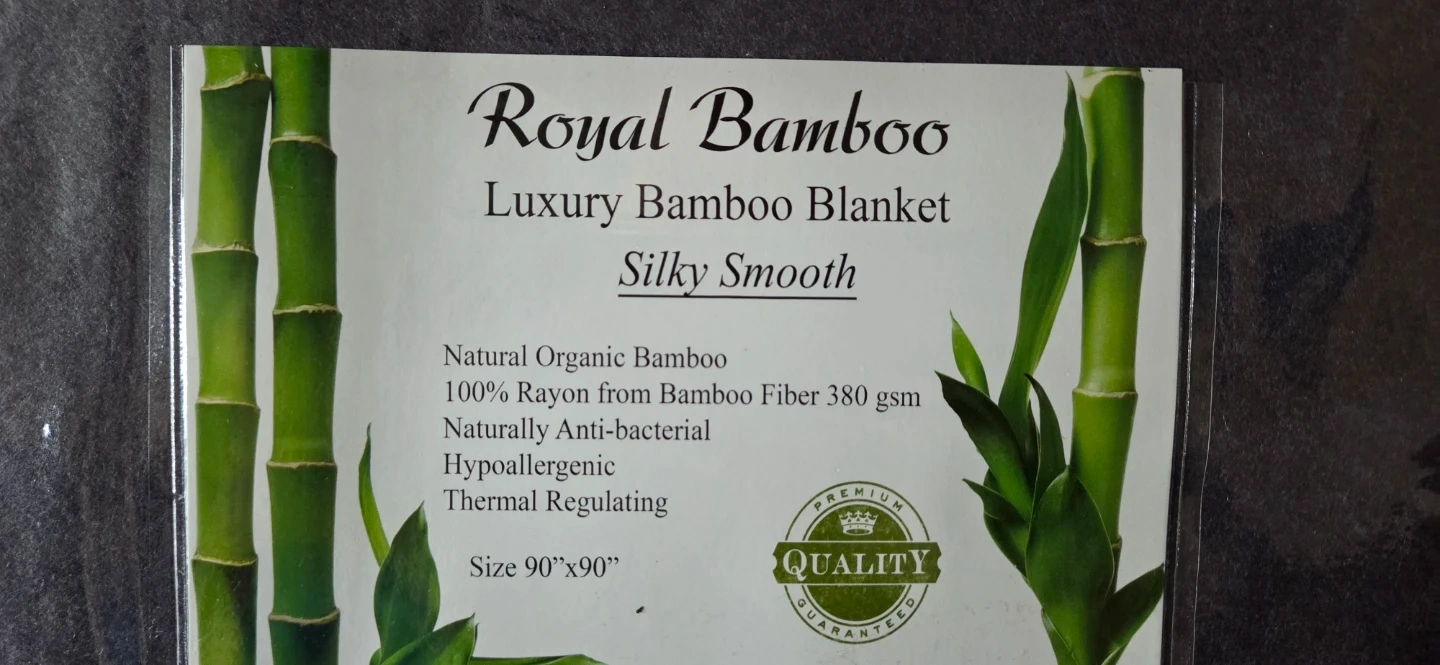 Royal Bamboo
Luxury Bamboo Blanket
Silky Smooth
Natural Organic Bamboo
100% Rayon from Bamboo Fiber 380 gsm
Naturally Anti-bacterial
Hypoallergenic
Thermal Regulating
Size 90”x90”
PREMIUM
QUALITY
GUARANTEED